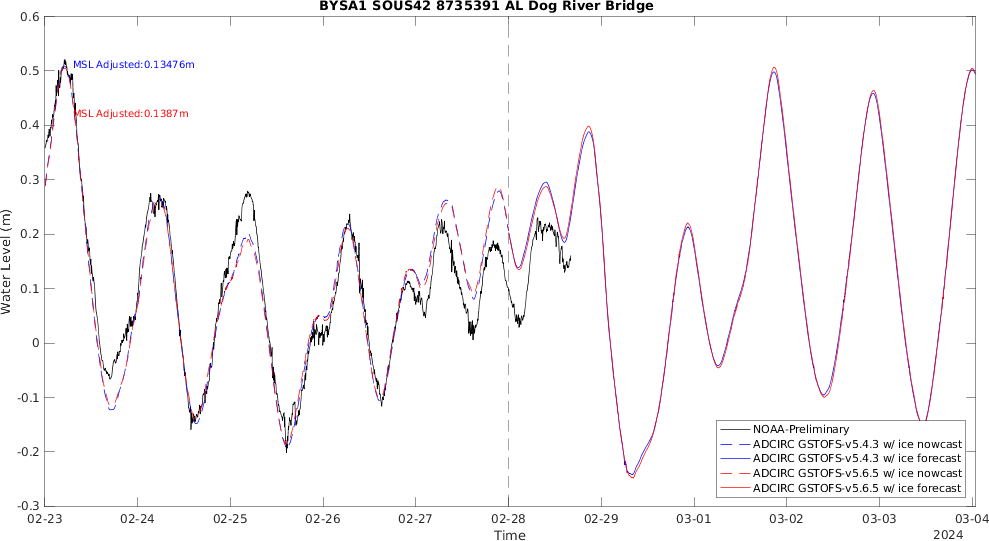 BYSA1 SOUS42 8735391 AL Dog River Bridge
0.6
0.5
0.4
0.3
0.2
0.1
0
-0.1
-0.2
-0.3
Water Level (m)
MSL Adjusted:0.13476m
MSL Adjusted:0.1387m
NOAA-Preliminary
ADCIRC GSTOFS-v5.4.3 w/ ice nowcast
ADCIRC GSTOFS-v5.4.3 w/ ice forecast
ADCIRC GSTOFS-v5.6.5 w/ ice nowcast
ADCIRC GSTOFS-v5.6.5 w/ ice forecast
02-23 02-24 02-25 02-26 02-27 02-28 02-29 03-01 03-02 03-03 03-04
Time 2024